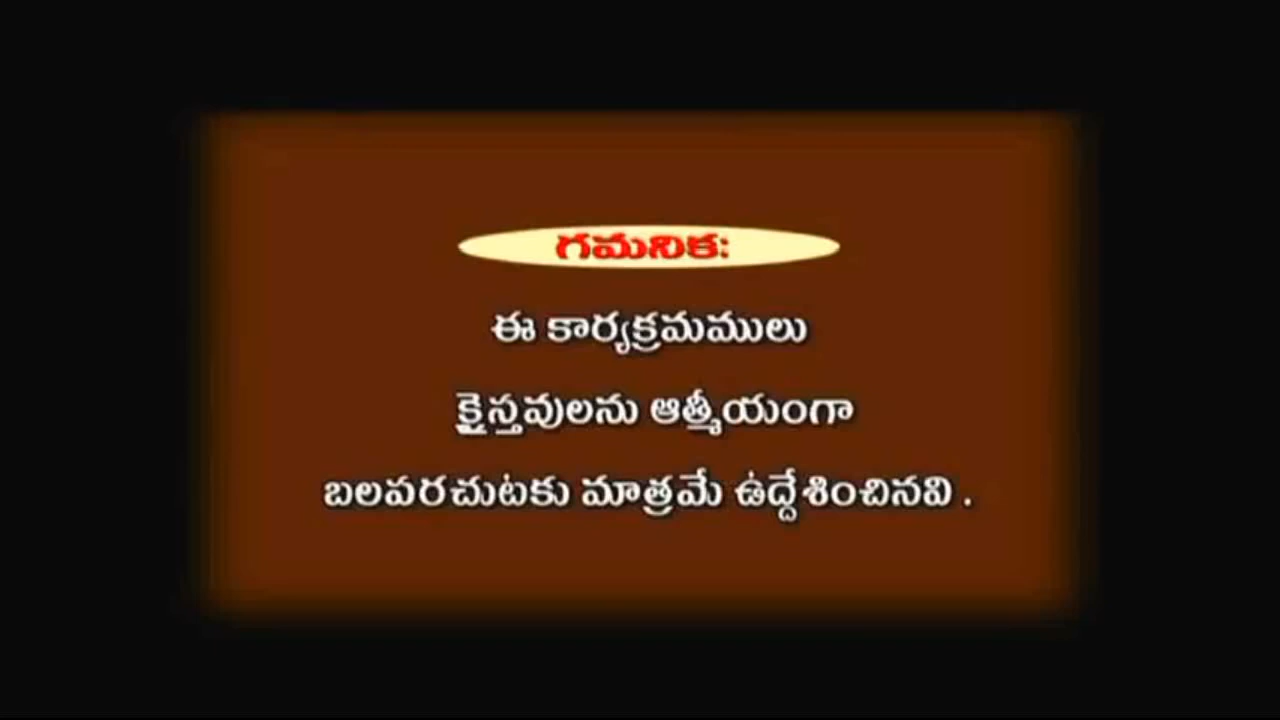 గమనిక:
ఈ కార్యక్రమములు
క్రైస్తవులను ఆత్మీయంగా
బలపరచుటకు మాత్రమే ఉద్దేశించినవి .